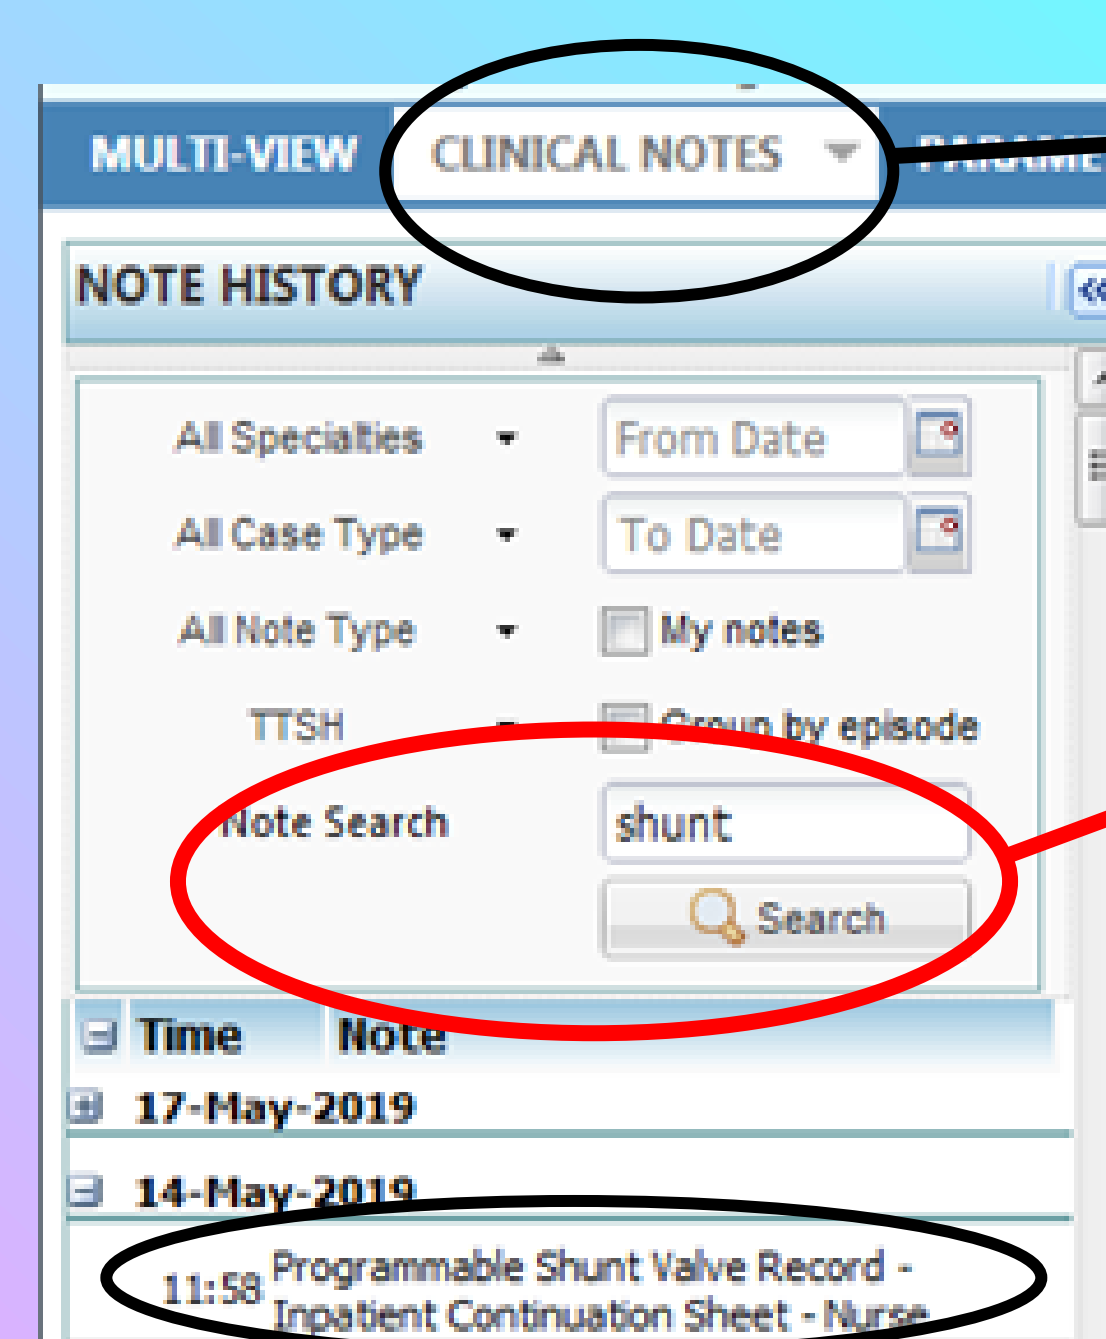 MULTI-VIEW CLINICAL NOTES
NOTE HISTORY
All Specialties From Date
All Case Type To Date
All Note Type My notes
TTSH Group by episode
Note Search shunt
Search
Time Note
17-May-2019
14-May-2019
11:58 Programmable Shunt Valve Record -
Inpatient Continuation Sheet - Nurse